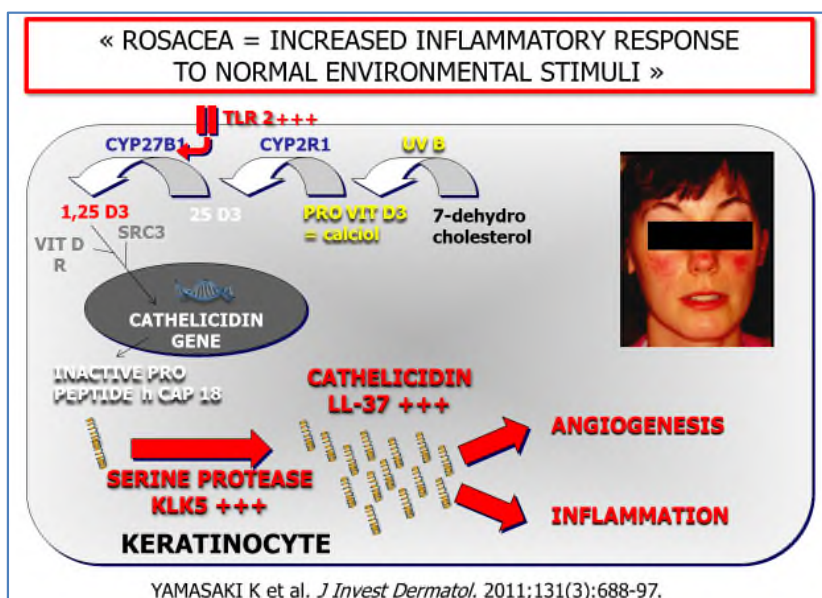 « ROSACEA = INCREASED INFLAMMATORY RESPONSE
TO NORMAL ENVIRONMENTAL STIMULI »
TLR 2+++
CYP27B1
CYP2R1
UV B
1,25 D3
25 D3
PRO VIT D3
= calciol
7-dehydro
cholesterol
VIT D
R
SRC3
CATHELICIDIN
GENE
INACTIVE PRO
PEPTIDE h CAP 18
CATHELICIDIN
LL-37 +++
ANGIOGENESIS
SERINE PROTEASE
KLK5 +++
INFLAMMATION
KERATINOCYTE
YAMASAKI K et al. J Invest Dermatol. 2011;131(3):688-97.